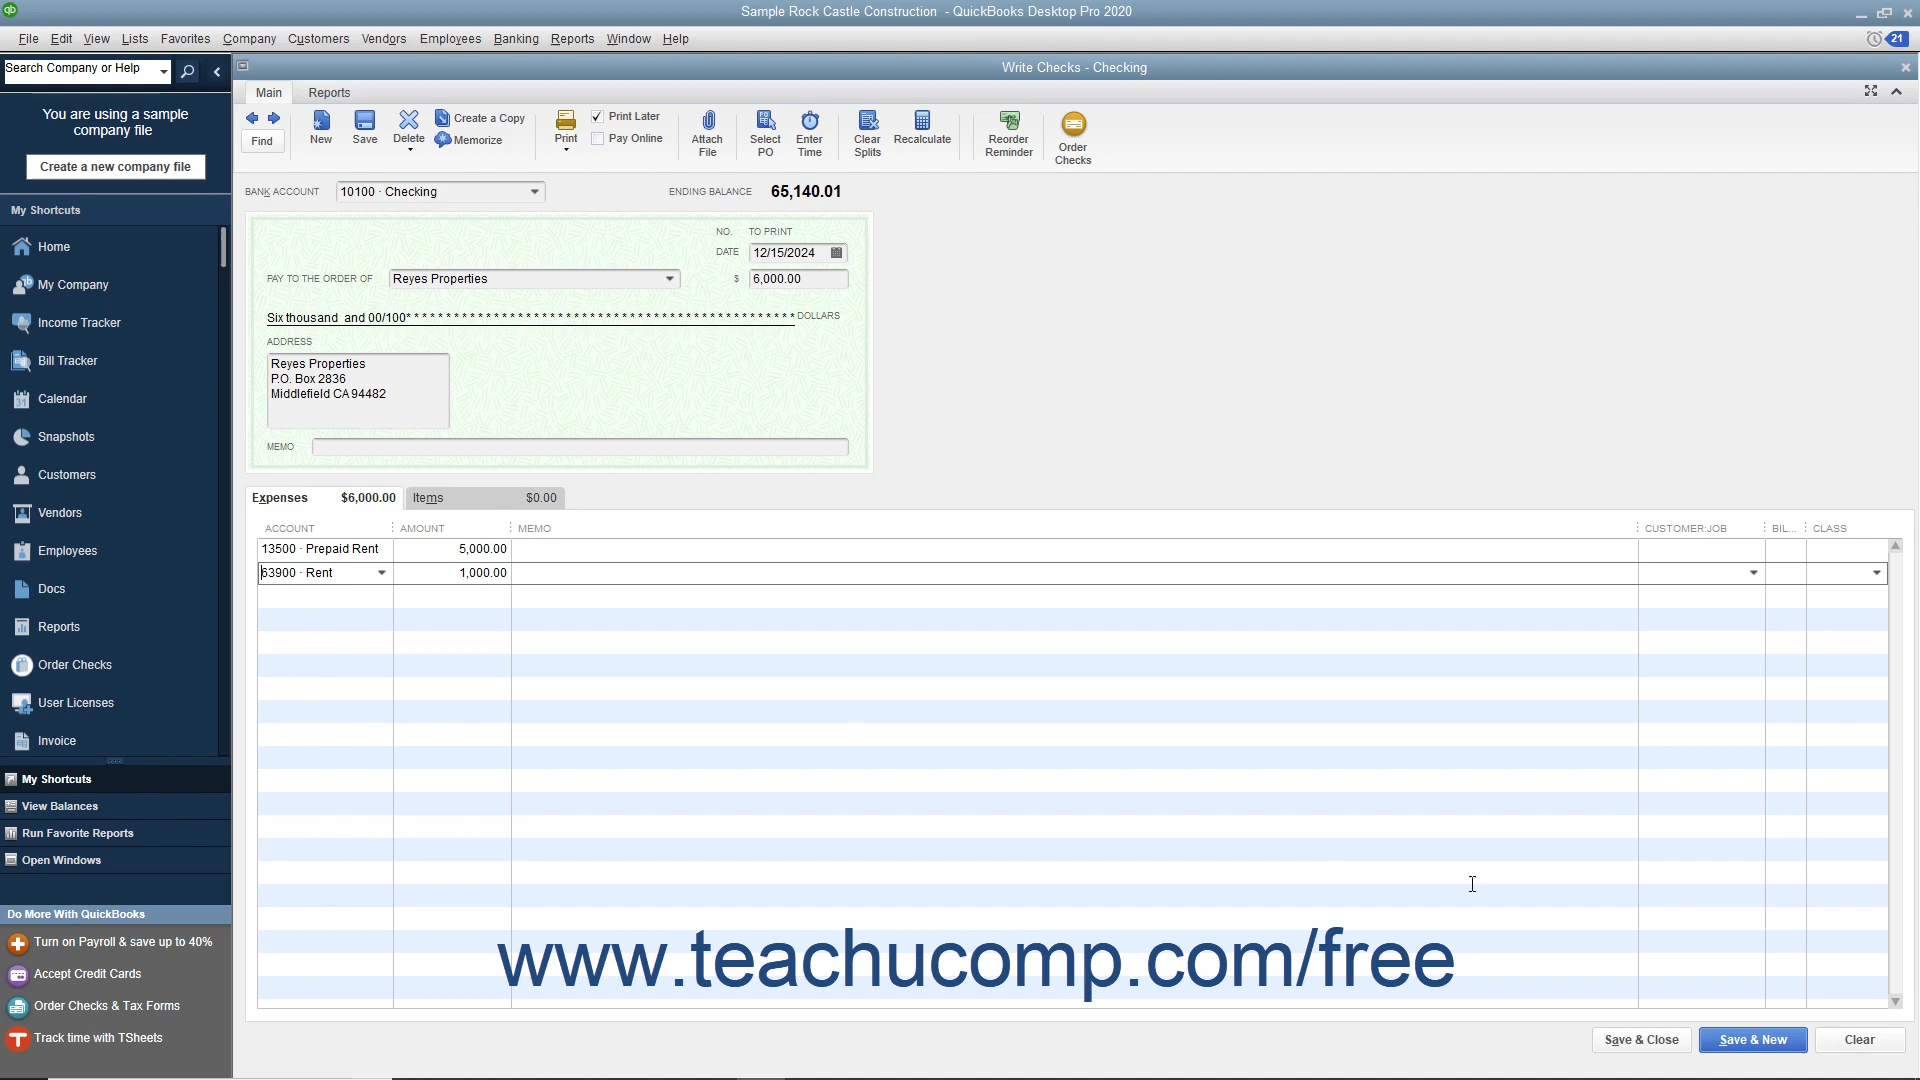 Sample Rock Castle Construction - QuickBooks Desktop Pro 2020
File Edit View Lists Favorites Company Customers Vendors Employees Banking Reports Window Help
21
Search Company or Help
Write Checks - Checking
You are using a sample
company file
Create a new company file
My Shortcuts
Home
My Company
Income Tracker
Bill Tracker
Calendar
Snapshots
Customers
Vendors
Employees
Docs
Reports
Order Checks
User Licenses
Invoice
My Shortcuts
View Balances
Run Favorite Reports
Open Windows
Do More With QuickBooks
Turn on Payroll & save up to 40%
Accept Credit Cards
Order Checks & Tax Forms
Track time with TSheets
Main Reports
Find
New
Save
Delete
Create a Copy
Memorize
Print
Print Later
Pay Online
Attach
File
Select
PO
Enter
Time
Clear
Splits
Recalculate
Reorder
Reminder
Order
Checks
BANK ACCOUNT 10100 · Checking ENDING BALANCE 65,140.01
NO. TO PRINT
DATE 12/15/2024
PAY TO THE ORDER OF Reyes Properties $ 6,000.00
Six thousand and 00/100* * * * * * * * * * * * * * * * * * * * * * * * * * * * * * * * * * * * * * * * * * * * * * * * * DOLLARS
ADDRESS
Reyes Properties
P.O. Box 2836
Middlefield CA 94482
MEMO
Expenses $6,000.00 Items $0.00
ACCOUNT AMOUNT MEMO CUSTOMER:JOB BIL... CLASS
13500 · Prepaid Rent 5,000.00
63900 · Rent 1,000.00
www.teachucomp.com/free
Save & Close Save & New Clear